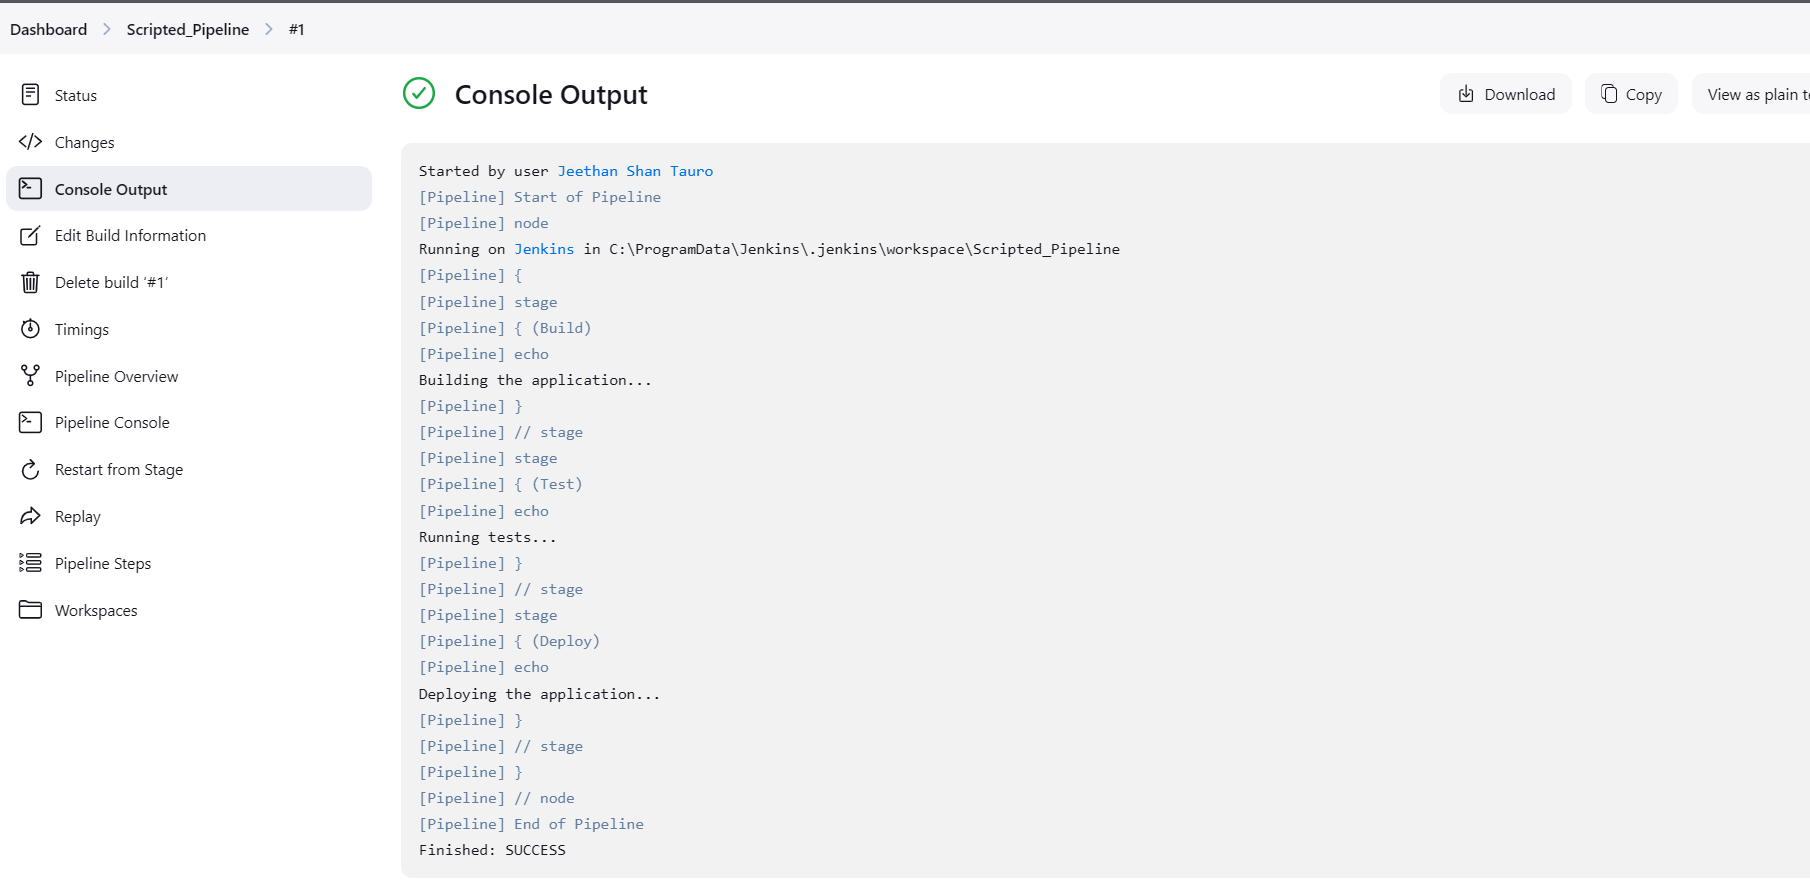 Dashboard
Scripted_Pipeline
#1
Status
Changes
Console Output
Edit Build Information
Delete build ‘#1’
Timings
Pipeline Overview
Pipeline Console
Restart from Stage
Replay
Pipeline Steps
Workspaces
Console Output
Download
Copy
View as plain
Started by user Jeethan Shan Tauro
[Pipeline] Start of Pipeline
[Pipeline] node
Running on Jenkins in C:\ProgramData\Jenkins\.jenkins\workspace\Scripted_Pipeline
[Pipeline] {
[Pipeline] stage
[Pipeline] { (Build)
[Pipeline] echo
Building the application...
[Pipeline] }
[Pipeline] // stage
[Pipeline] stage
[Pipeline] { (Test)
[Pipeline] echo
Running tests...
[Pipeline] }
[Pipeline] // stage
[Pipeline] stage
[Pipeline] { (Deploy)
[Pipeline] echo
Deploying the application...
[Pipeline] }
[Pipeline] // stage
[Pipeline] }
[Pipeline] // node
[Pipeline] End of Pipeline
Finished: SUCCESS